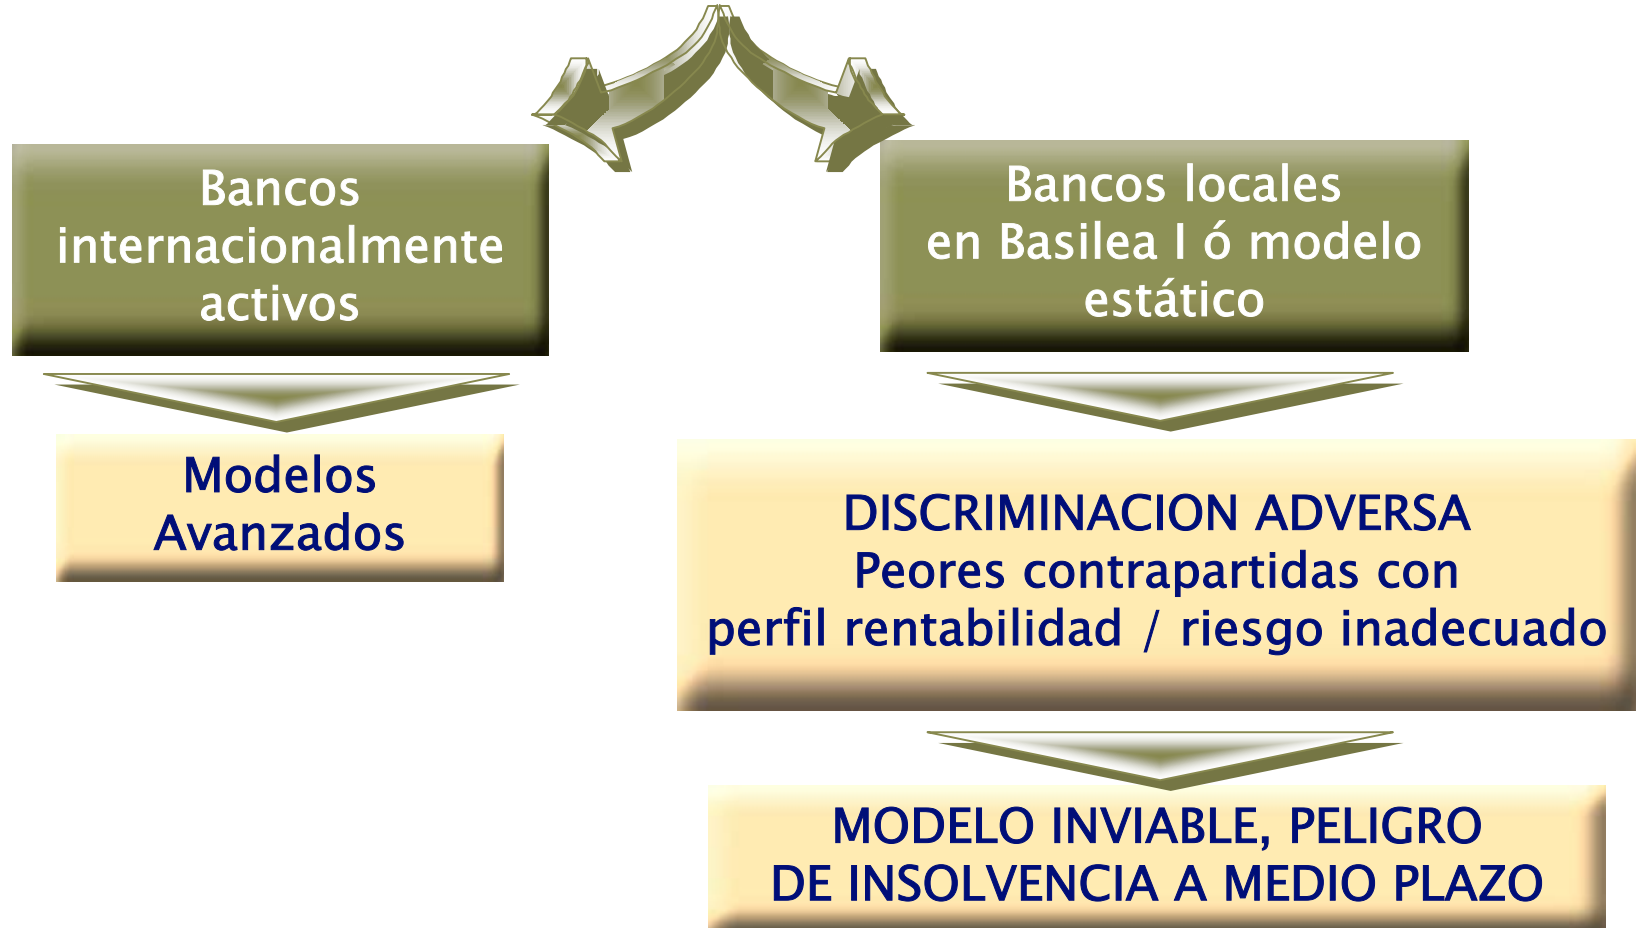 Bancos
internacionalmente
activos
Bancos locales
en Basilea I ó modelo
estático
Modelos
Avanzados
DISCRIMINACION ADVERSA
Peores contrapartidas con
perfil rentabilidad / riesgo inadecuado
MODELO INVIABLE, PELIGRO
DE INSOLVENCIA A MEDIO PLAZO